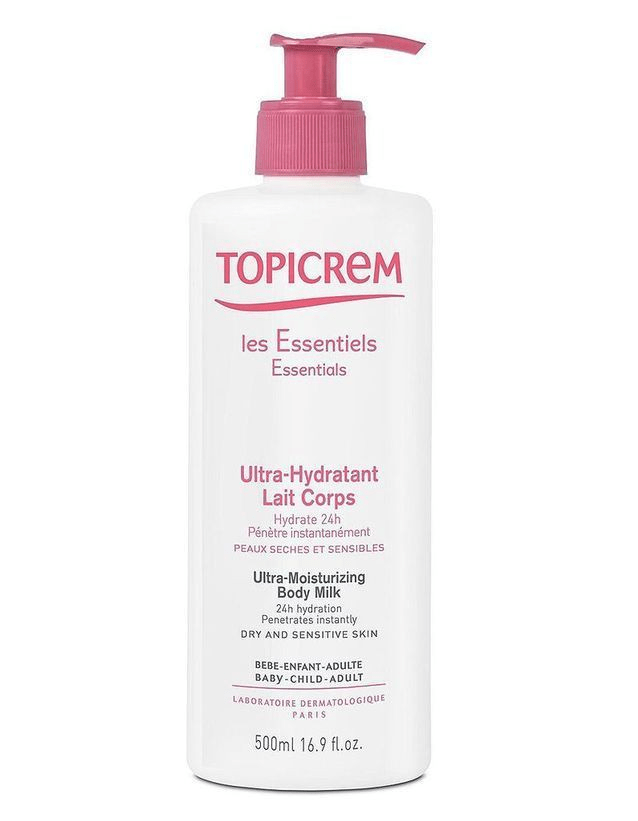 TOPICREM
les Essentiels
Essentials
Ultra-Hydratant
Lait Corps
Hydrate 24h
Pénètre instantanément
PEAUX SECHES ET SENSIBLES
Ultra-Moisturizing
Body Milk
24h hydration
Penetrates instantly
DRY AND SENSITIVE SKIN
BEBE-ENFANT-ADULTE
BABY-CHILD-ADULT
LABORATOIRE DERMATOLOGIQUE
PARIS
500ml 16.9 fl.oz.